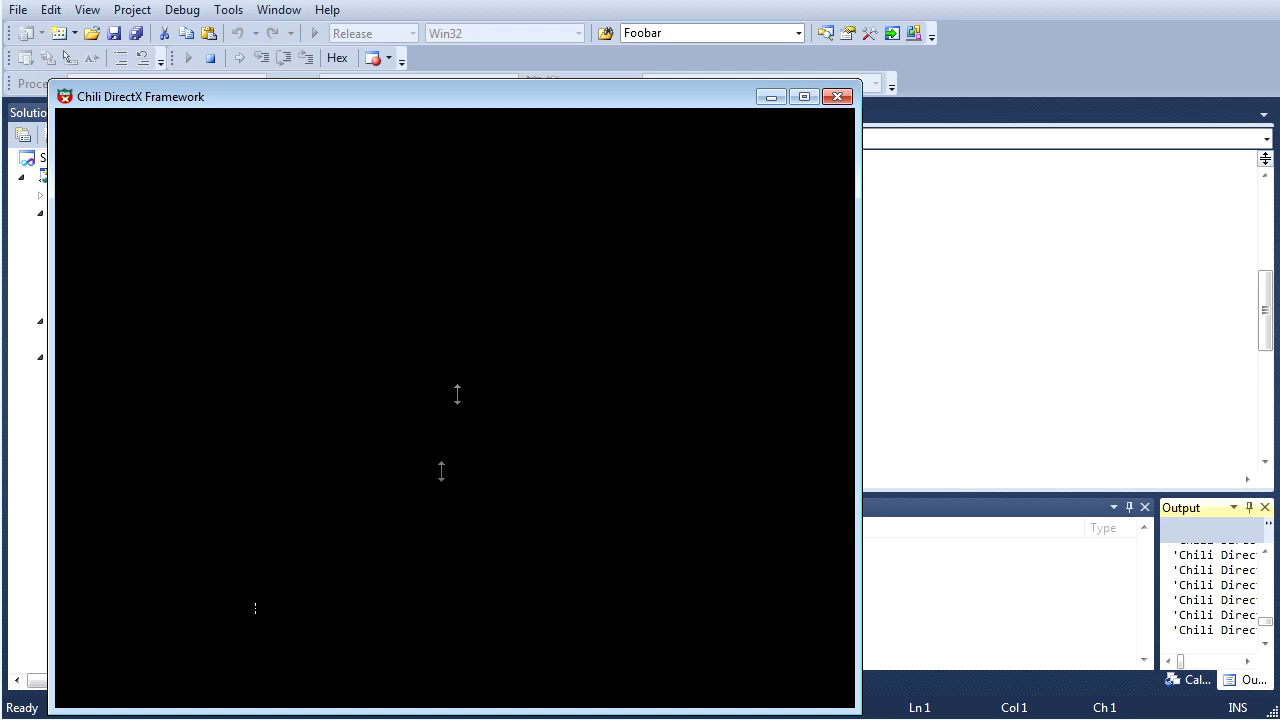 File Edit View Project Debug Tools Window Help
Release Win32 Foobar
Hex
Proce
Chili DirectX Framework
Solutio
S
Output
Type
'Chili Direc
'Chili Direc
'Chili Direc
'Chili Direc
'Chili Direc
'Chili Direc
Cal... Ou...
Ready Ln 1 Col 1 Ch 1 INS